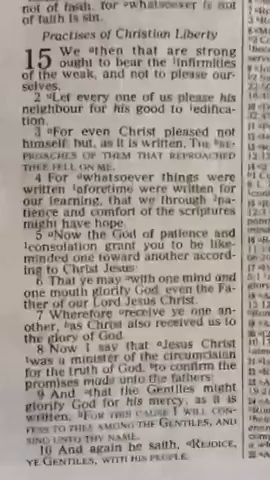 not of faith: for whatsoever is not
of faith is sin.
Practises of Christian Liberty
15 We then that are strong
ought to bear the infirmities
of the weak, and not to please our-
selves.
2 Let every one of us please his
neighbour for his good to edifica-
tion.
3 For even Christ pleased not
himself; but, as it is written, THE RE-
PROACHES OF THEM THAT REPROACHED
THEE FELL ON ME.
4 For whatsoever things were
written aforetime were written for
our learning, that we through pa-
tience and comfort of the scriptures
might have hope.
5 Now the God of patience and
consolation grant you to be like-
minded one toward another accord-
ing to Christ Jesus:
6 That ye may with one mind and
one mouth glorify God, even the Fa-
ther of our Lord Jesus Christ.
7 Wherefore receive ye one an-
other, as Christ also received us to
the glory of God.
8 Now I say that Jesus Christ
was a minister of the circumcision
for the truth of God, to confirm the
promises made unto the fathers:
9 And that the Gentiles might
glorify God for his mercy, as it is
written, FOR THIS CAUSE I WILL CON-
FESS TO THEE AMONG THE GENTILES, AND
SING UNTO THY NAME.
10 And again he saith, REJOICE,
YE GENTILES, WITH HIS PEOPLE.